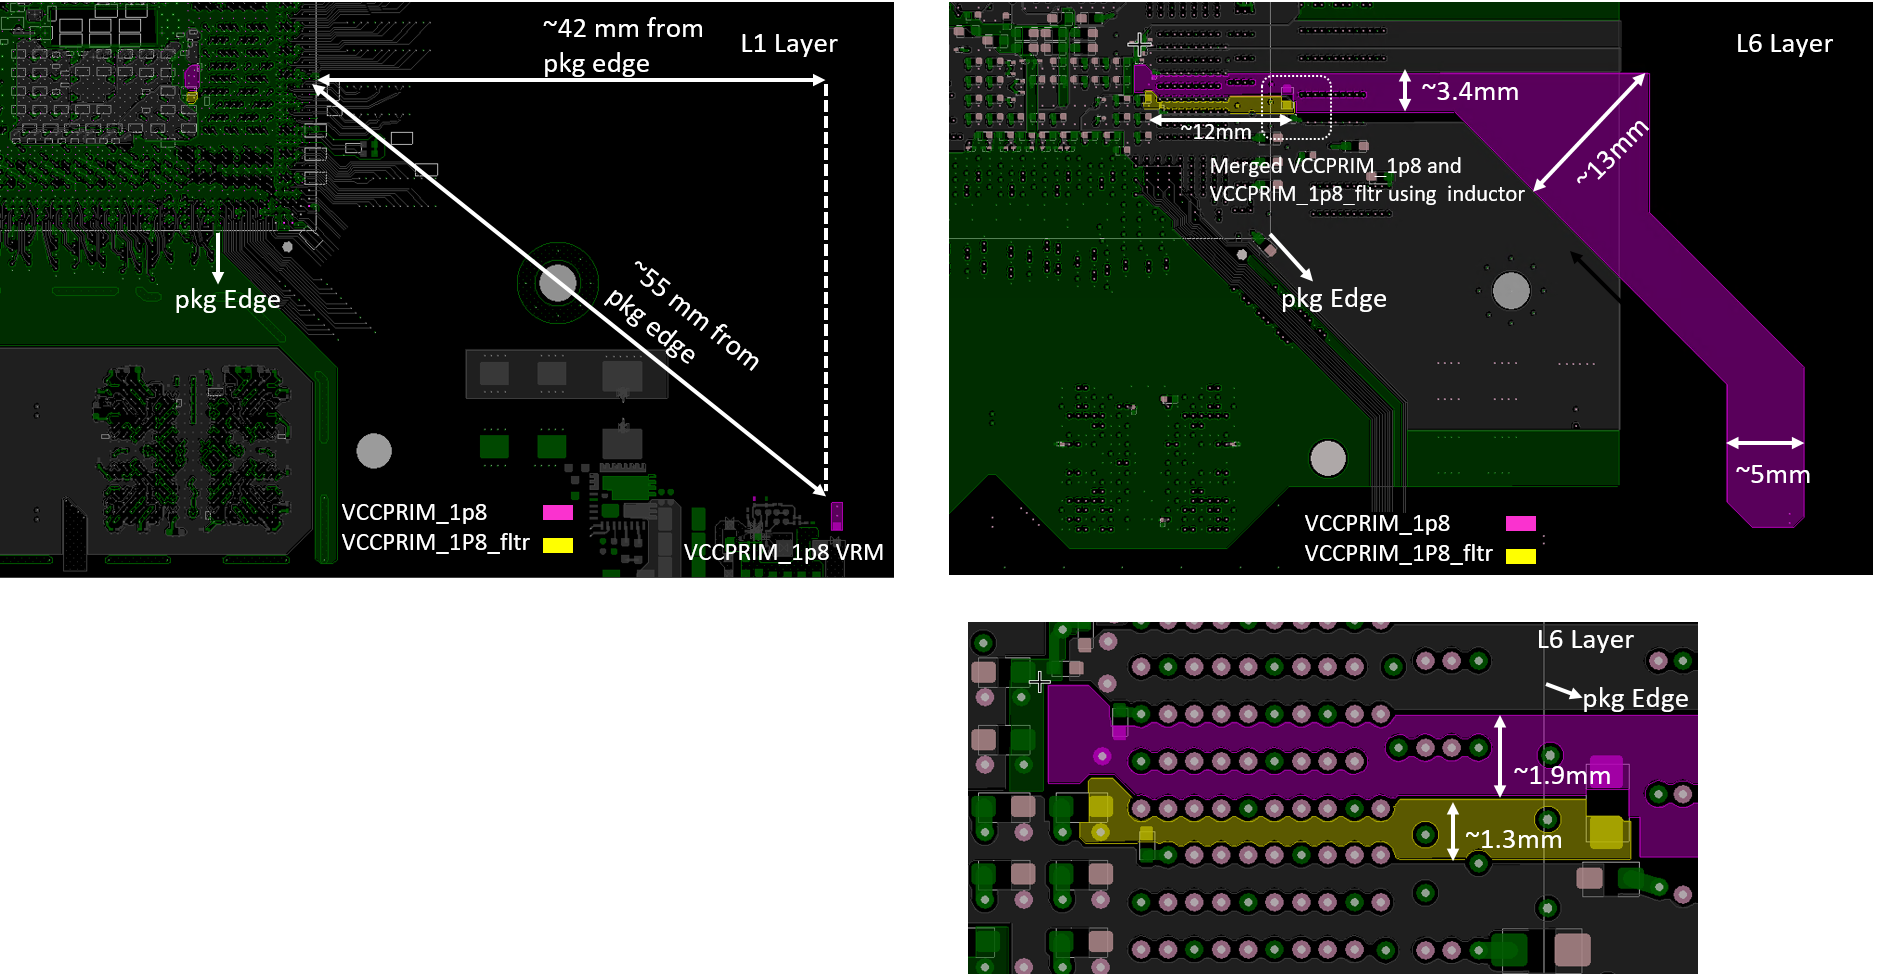 ~42 mm from
pkg edge
L1 Layer
~55 mm from
pkg edge
pkg Edge
VCCPRIM_1p8
VCCPRIM_1P8_fltr
VCCPRIM_1p8 VRM
L6 Layer
~3.4mm
~12mm
~13mm
Merged VCCPRIM_1p8 and
VCCPRIM_1p8_fltr using inductor
pkg Edge
~5mm
VCCPRIM_1p8
VCCPRIM_1P8_fltr
L6 Layer
pkg Edge
~1.9mm
~1.3mm